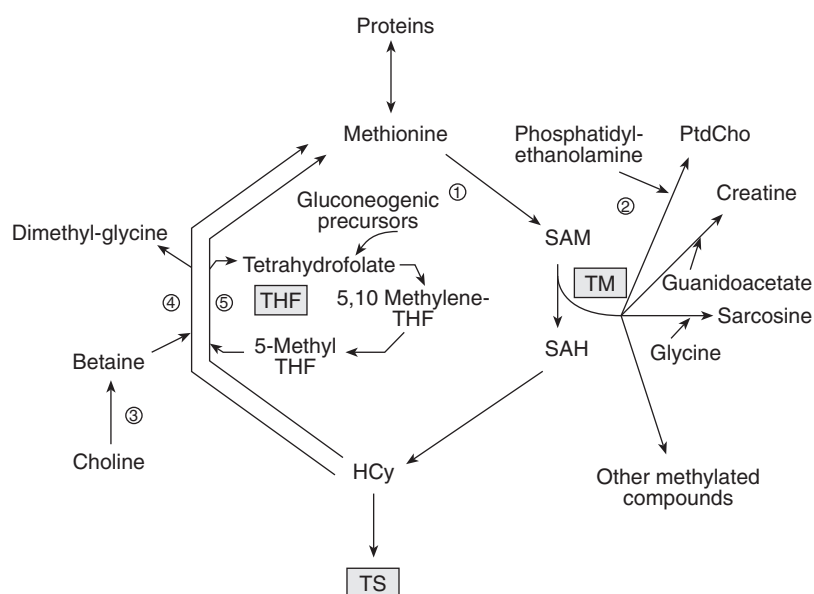 Proteins
Methionine
Phosphatidyl-
ethanolamine
PtdCho
①
②
Creatine
Gluconeogenic
precursors
Dimethyl-glycine
SAM
Tetrahydrofolate
THF
5,10 Methylene-
THF
TM
Guanidoacetate
④
⑤
Sarcosine
5-Methyl
THF
SAH
Glycine
Betaine
③
Choline
HCy
Other methylated
compounds
TS